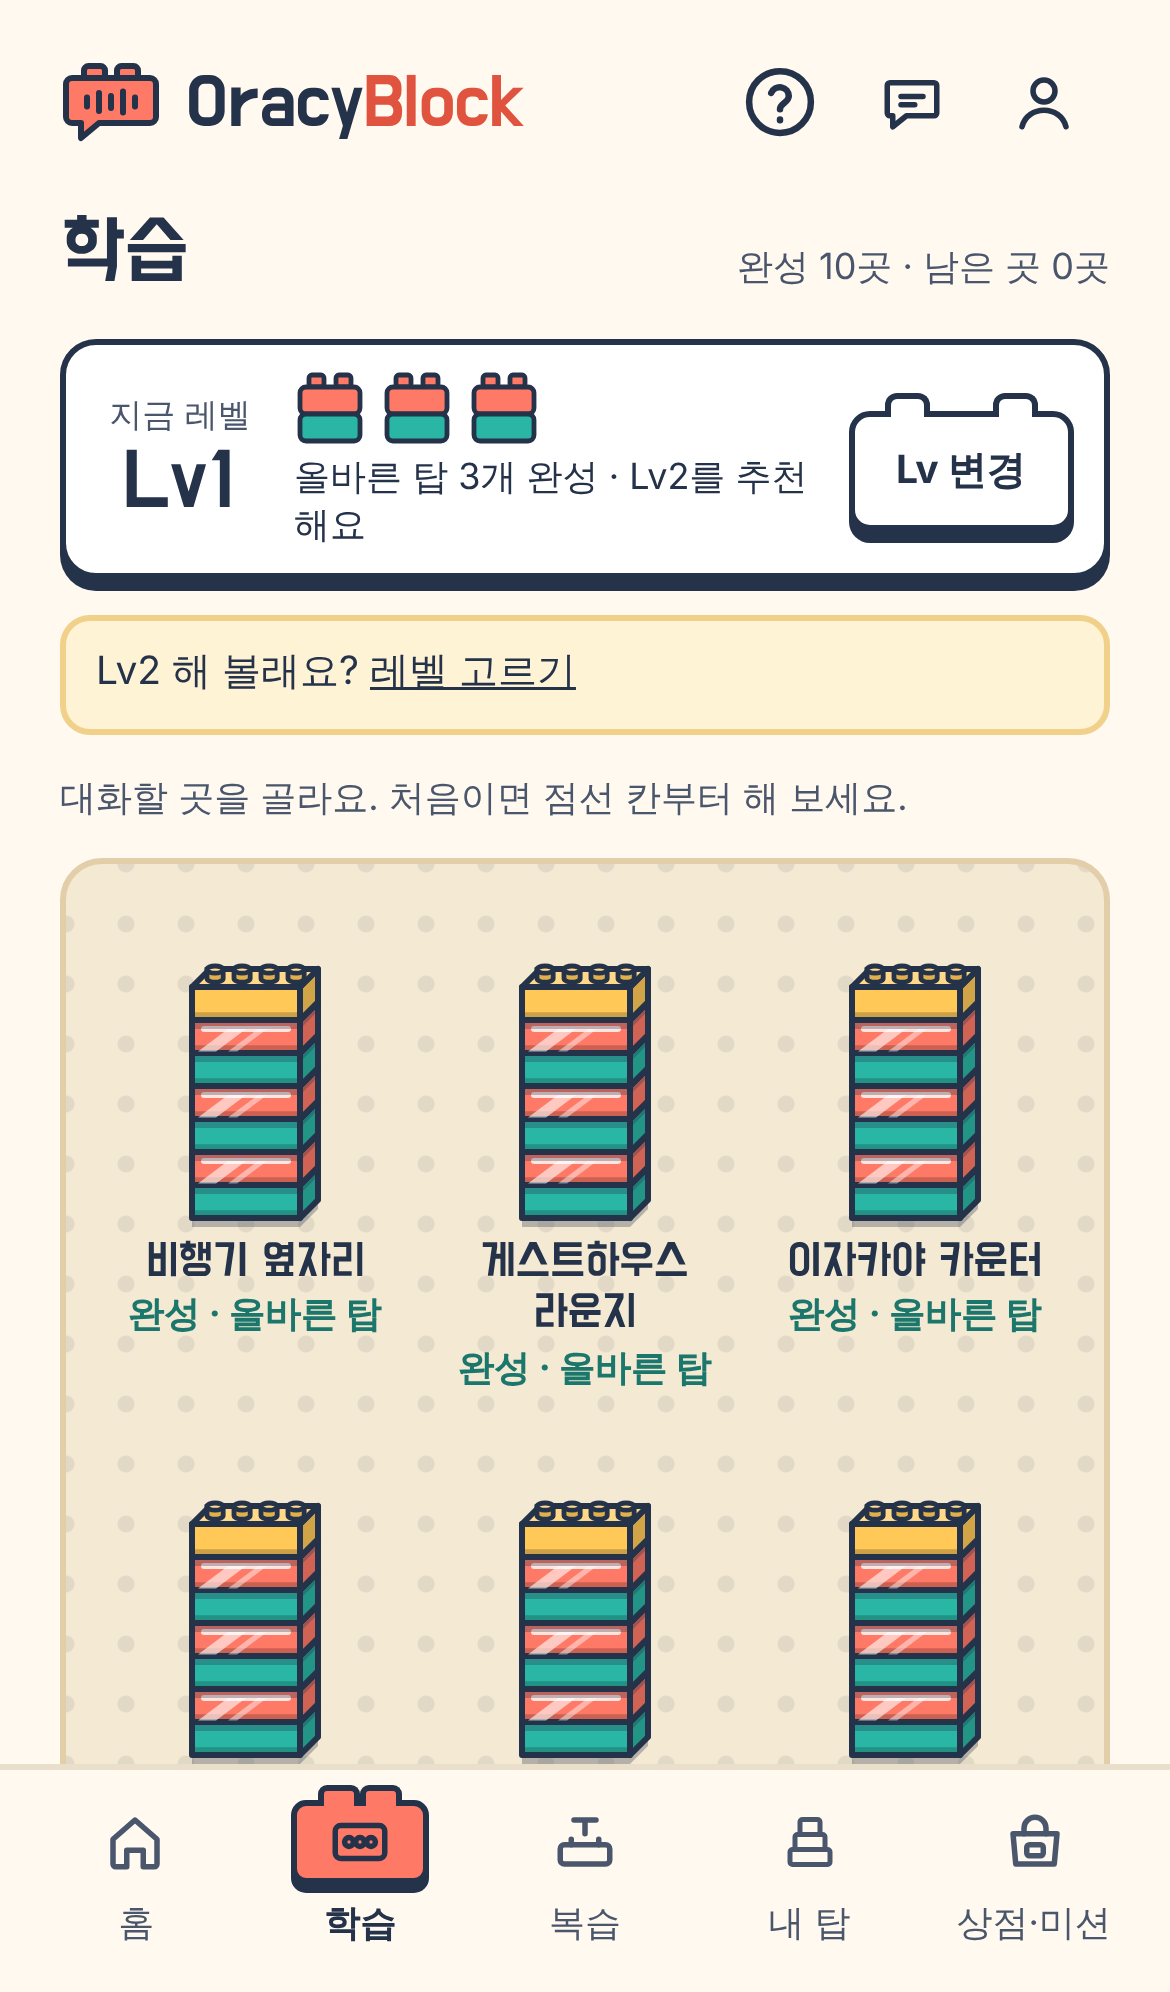 OracyBlock
학습
완성 10곳 · 남은 곳 0곳
지금 레벨
Lv1
올바른 탑 3개 완성 · Lv2를 추천
해요
Lv 변경
Lv2 해 볼래요? 레벨 고르기
대화할 곳을 골라요. 처음이면 점선 칸부터 해 보세요.
비행기 옆자리
완성 · 올바른 탑
게스트하우스
라운지
완성 · 올바른 탑
이자카야 카운터
완성 · 올바른 탑
홈
학습
복습
내 탑
상점·미션